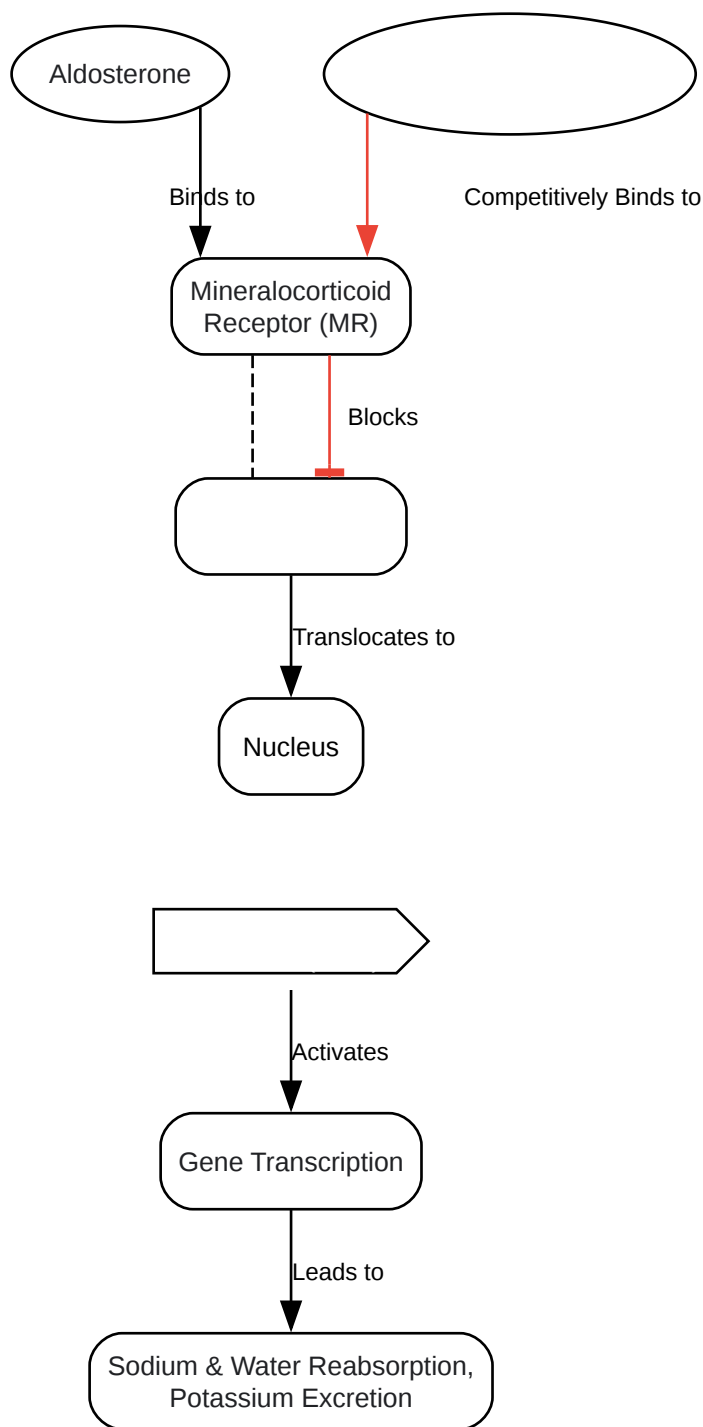 Aldosterone
Binds to
Competitively Binds to
Mineralocorticoid
Receptor (MR)
Blocks
Translocates to
Nucleus
Activates
Gene Transcription
Leads to
Sodium & Water Reabsorption,
Potassium Excretion